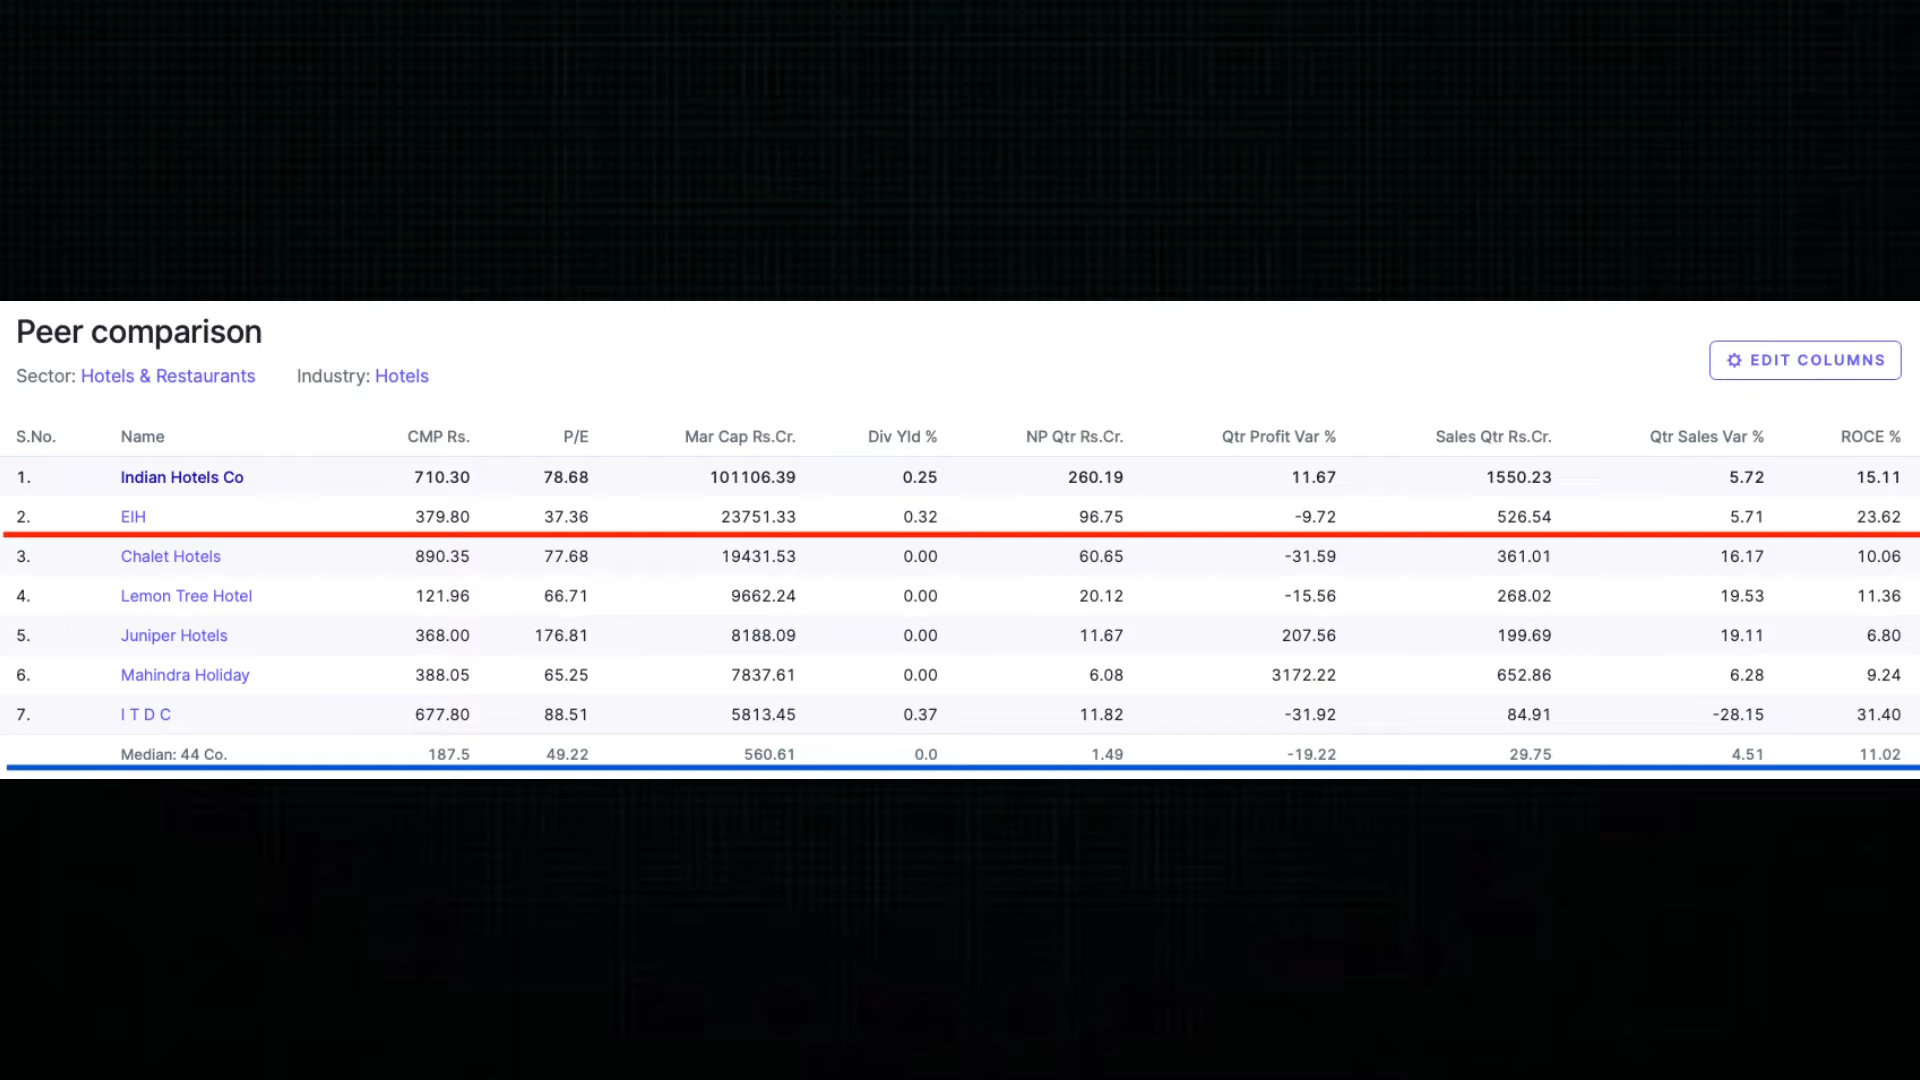 Peer comparison
Sector: Hotels & Restaurants Industry: Hotels
EDIT COLUMNS
S.No. Name CMP Rs. P/E Mar Cap Rs.Cr. Div Yld % NP Qtr Rs.Cr. Qtr Profit Var % Sales Qtr Rs.Cr. Qtr Sales Var % ROCE %
1. Indian Hotels Co 710.30 78.68 101106.39 0.25 260.19 11.67 1550.23 5.72 15.11
2. EIH 379.80 37.36 23751.33 0.32 96.75 -9.72 526.54 5.71 23.62
3. Chalet Hotels 890.35 77.68 19431.53 0.00 60.65 -31.59 361.01 16.17 10.06
4. Lemon Tree Hotel 121.96 66.71 9662.24 0.00 20.12 -15.56 268.02 19.53 11.36
5. Juniper Hotels 368.00 176.81 8188.09 0.00 11.67 207.56 199.69 19.11 6.80
6. Mahindra Holiday 388.05 65.25 7837.61 0.00 6.08 3172.22 652.86 6.28 9.24
7. I T D C 677.80 88.51 5813.45 0.37 11.82 -31.92 84.91 -28.15 31.40
Median: 44 Co. 187.5 49.22 560.61 0.0 1.49 -19.22 29.75 4.51 11.02